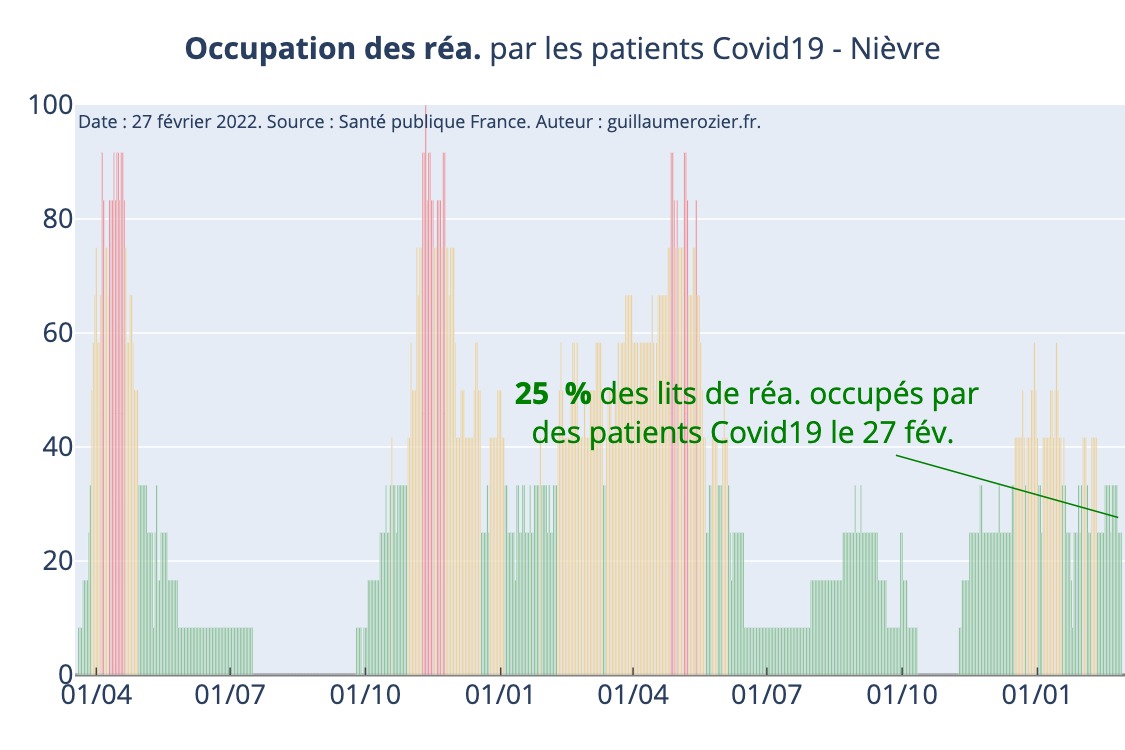 Occupation des réa. par les patients Covid19 - Nièvre
100
Date : 27 février 2022. Source : Santé publique France. Auteur : guillaumerozier.fr.
80
60
25 % des lits de réa. occupés par
des patients Covid19 le 27 fév.
40
20
0
01/04 01/07 01/10 01/01 01/04 01/07 01/10 01/01